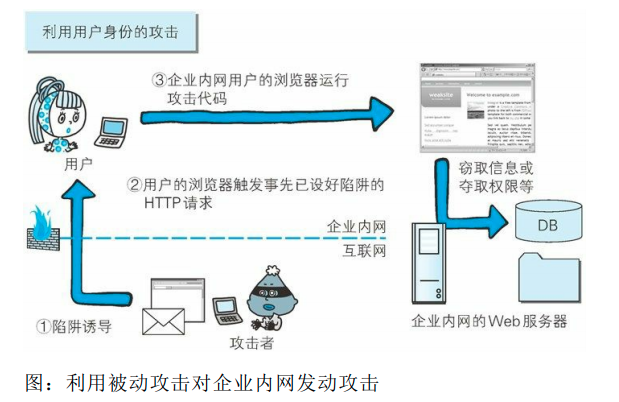 利用用户身份的攻击
③企业内网用户的浏览器运行
攻击代码
Welcome to example.com
用户
②用户的浏览器触发事先已设好陷阱的
HTTP请求
窃取信息或
夺取权限等
DB
企业内网
互联网
①陷阱诱导
攻击者
企业内网的Web服务器
图：利用被动攻击对企业内网发动攻击